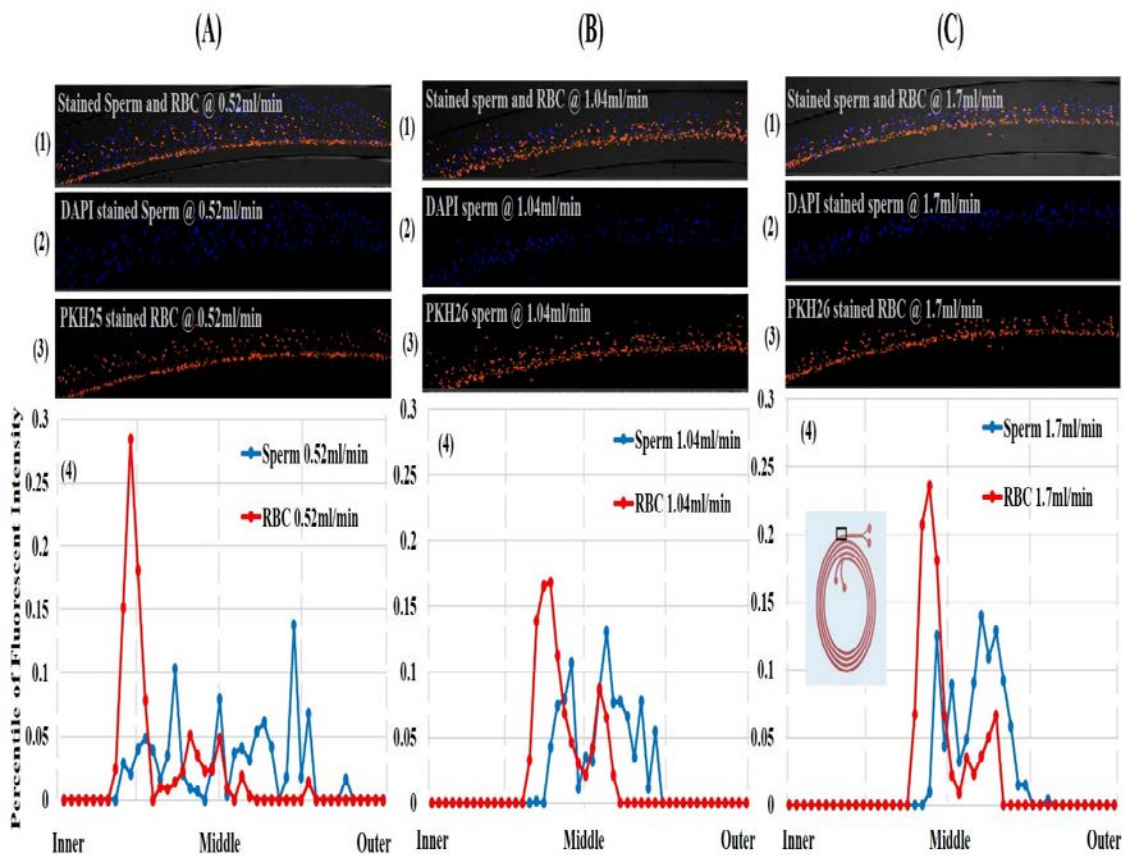 (A)
(B)
(C)
Stained Sperm and RBC @ 0.52ml/min
(1)
DAPI stained Sperm @ 0.52ml/min
(2)
PKH25 stained RBC @ 0.52ml/min
(3)
Stained sperm and RBC @ 1.04ml/min
(1)
DAPI sperm @ 1.04ml/min
(2)
PKH26 sperm @ 1.04ml/min
(3)
Stained sperm and RBC @ 1.7ml/min
(1)
DAPI stained sperm @ 1.7ml/min
(2)
PKH26 stained RBC @ 1.7ml/min
(3)
Percentile of Fluorescent Intensity
0.3
0.25
0.2
0.15
0.1
0.05
0
(4)
Sperm 0.52ml/min
RBC 0.52ml/min
Inner Middle Outer
0.3
0.25
0.2
0.15
0.1
0.05
0
(4)
Sperm 1.04ml/min
RBC 1.04ml/min
Inner Middle Outer
0.3
0.25
0.2
0.15
0.1
0.05
0
(4)
Sperm 1.7ml/min
RBC 1.7ml/min
Inner Middle Outer